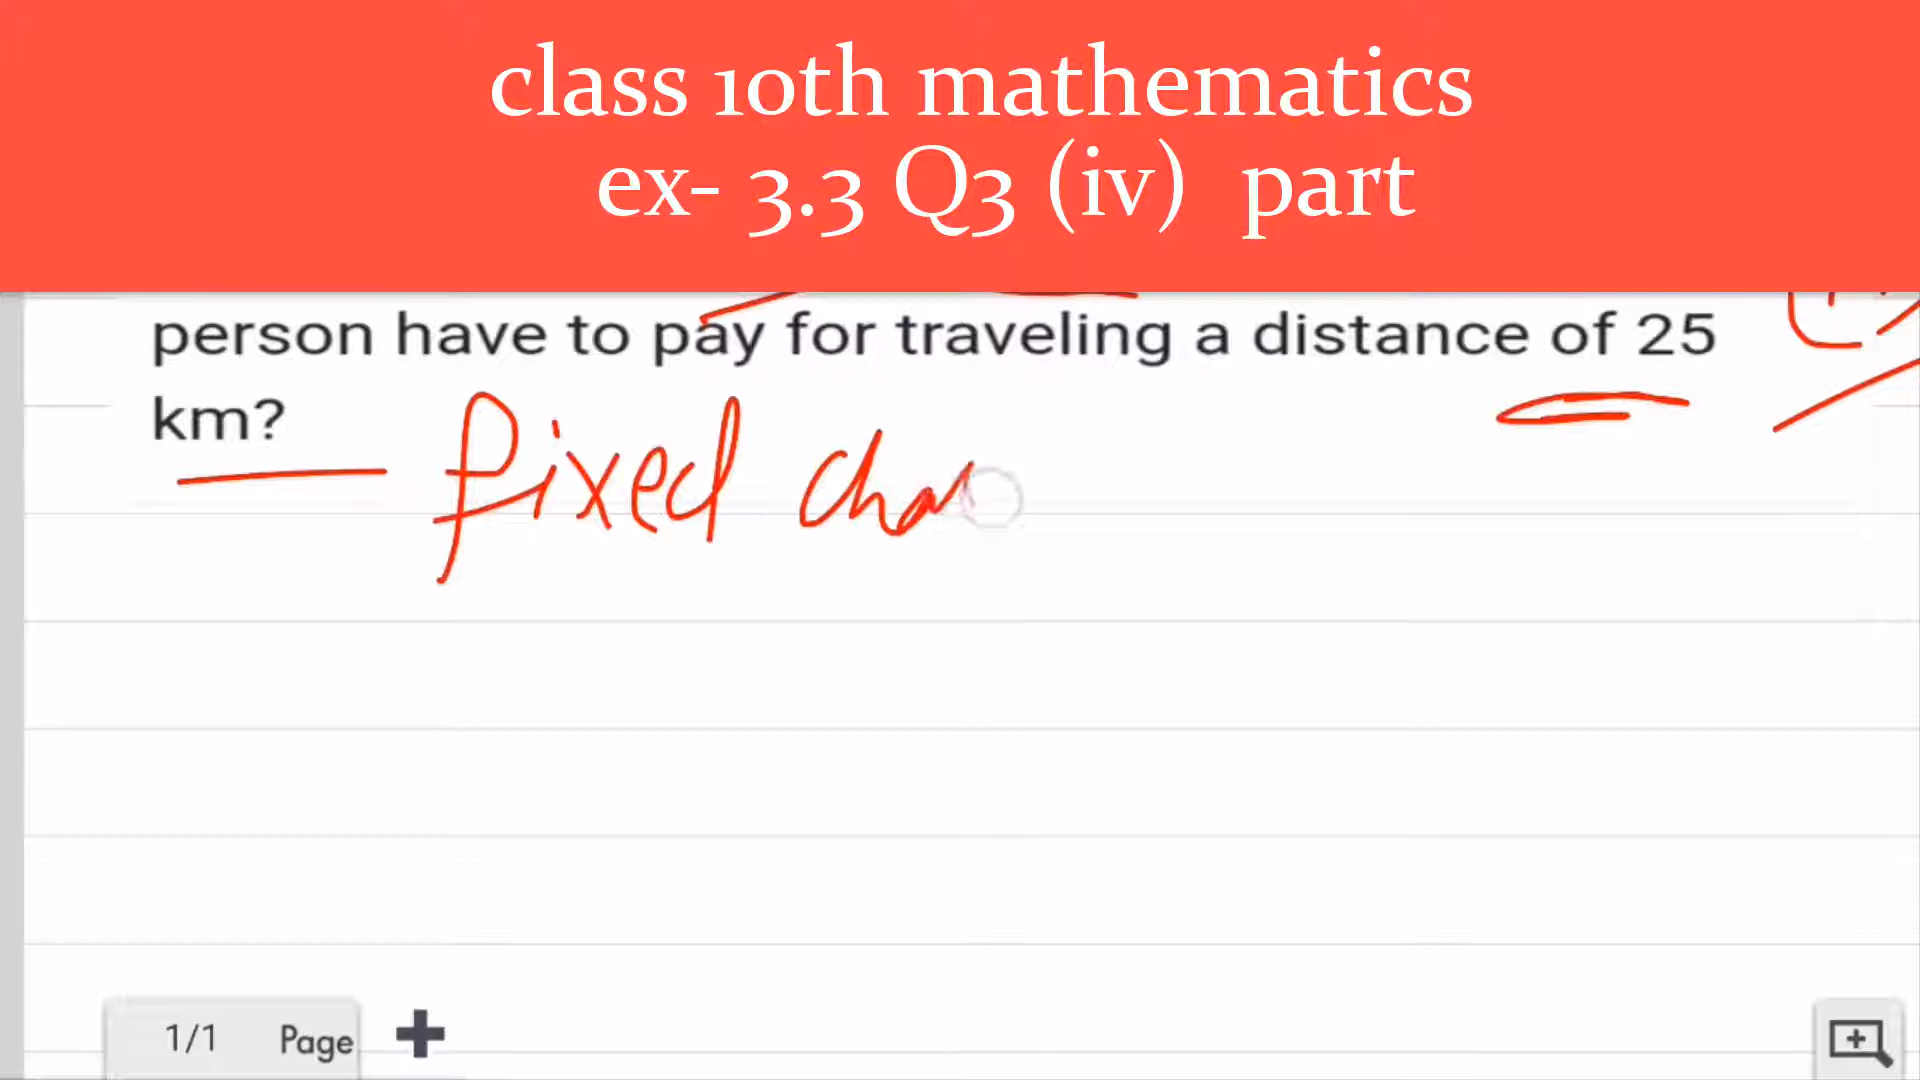 class 10th mathematics
ex- 3.3 Q3 (iv) part
person have to pay for traveling a distance of 25
km?
fixed cha
1/1 Page